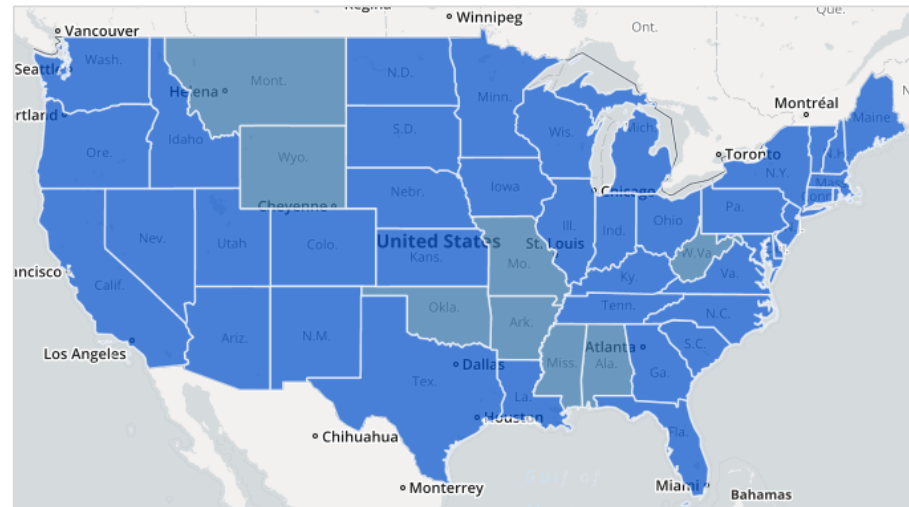 Winnipeg
Ont.
Que.
Vancouver
Wash.
Seattle
Mont.
N.D.
Helena
Minn.
Montréal
rtland
Idaho
S.D.
Wis.
Mich.
Maine
Ore.
Wyo.
Toronto
N.H.
N.Y.
Mas
Conn.
Iowa
Chicago
Cheyenne
Nebr.
Pa.
Nev.
Utah
Colo.
United States
St. Louis
Ill.
Ind.
Ohio
W.Va.
Kans.
Mo.
Va.
ancisco
Calif.
Ky.
Okla.
Tenn.
N.C.
Ark.
Ariz.
N.M.
Los Angeles
Atlanta
S.C.
Dallas
Miss.
Ala.
Ga.
Tex.
La.
Houston
Fla.
Chihuahua
Monterrey
Miami
Bahamas